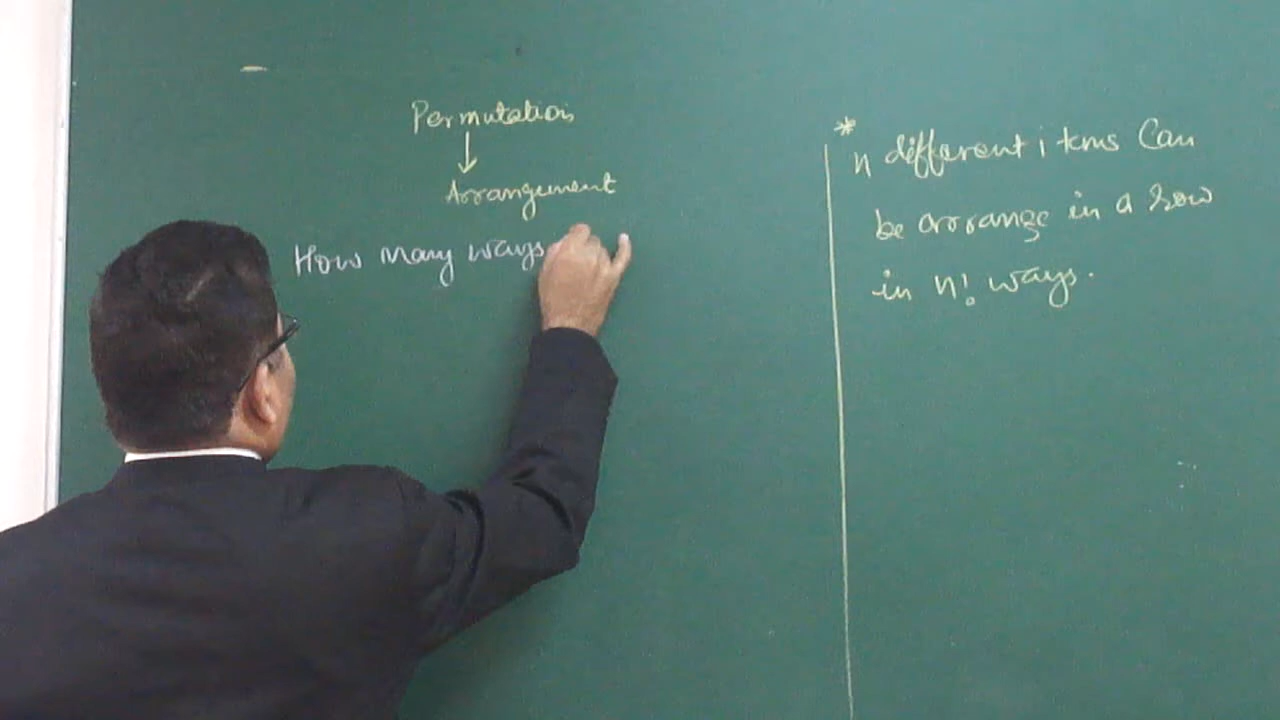 Permutation
Arrangement
How Many ways
* n different items Can
be arrange in a row
in n! ways.